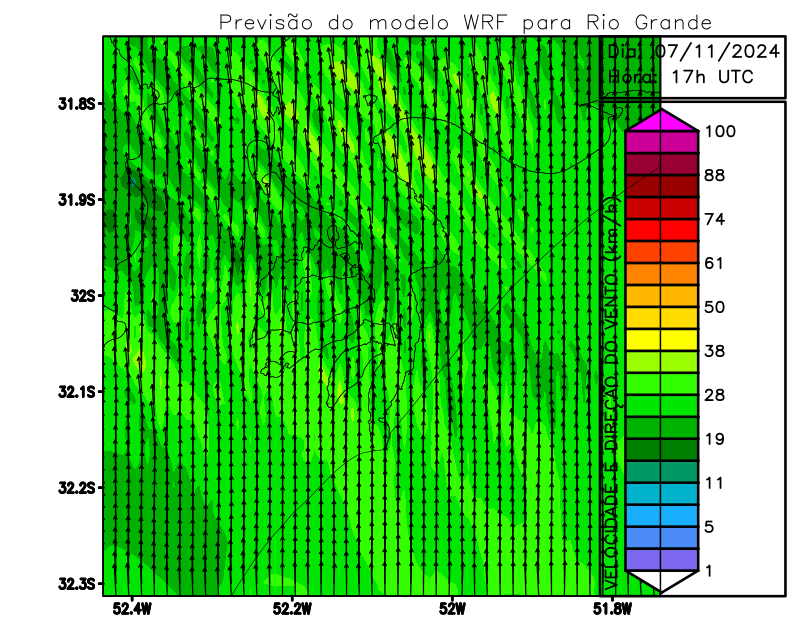 Previsão do modelo WRF para Rio Grande
Dia: 07/11/2024
Hora: 17h UTC
31.8S
31.9S
32S
32.1S
32.2S
32.3S
52.4W
52.2W
52W
51.8W
VELOCIDADE E DIREÇÃO DO VENTO (km/h)
100
88
74
61
50
38
28
19
11
5
1